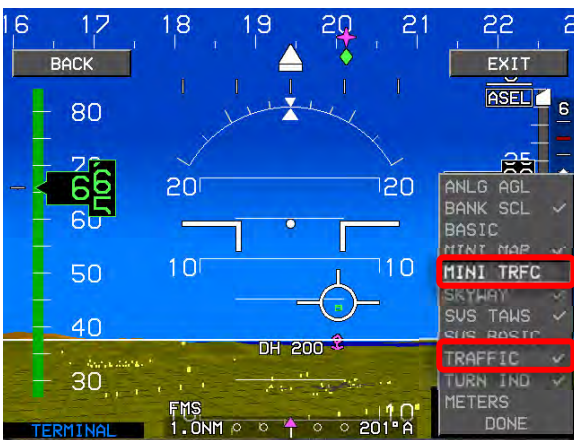 16 17 18 19 20 21 22 2
BACK
EXIT
ASEL
6
80
20 20
60
50
10 10
40
DH 200
30
FMS
1.0NM
201°A
10
TERMINAL
ANLG AGL
BANK SCL ✓
BASIC
MINI MAP ✓
MINI TRFC
SKYWAY ✓
SVS TAWS ✓
SVS BASIC
TRAFFIC ✓
TURN IND ✓
METERS
DONE